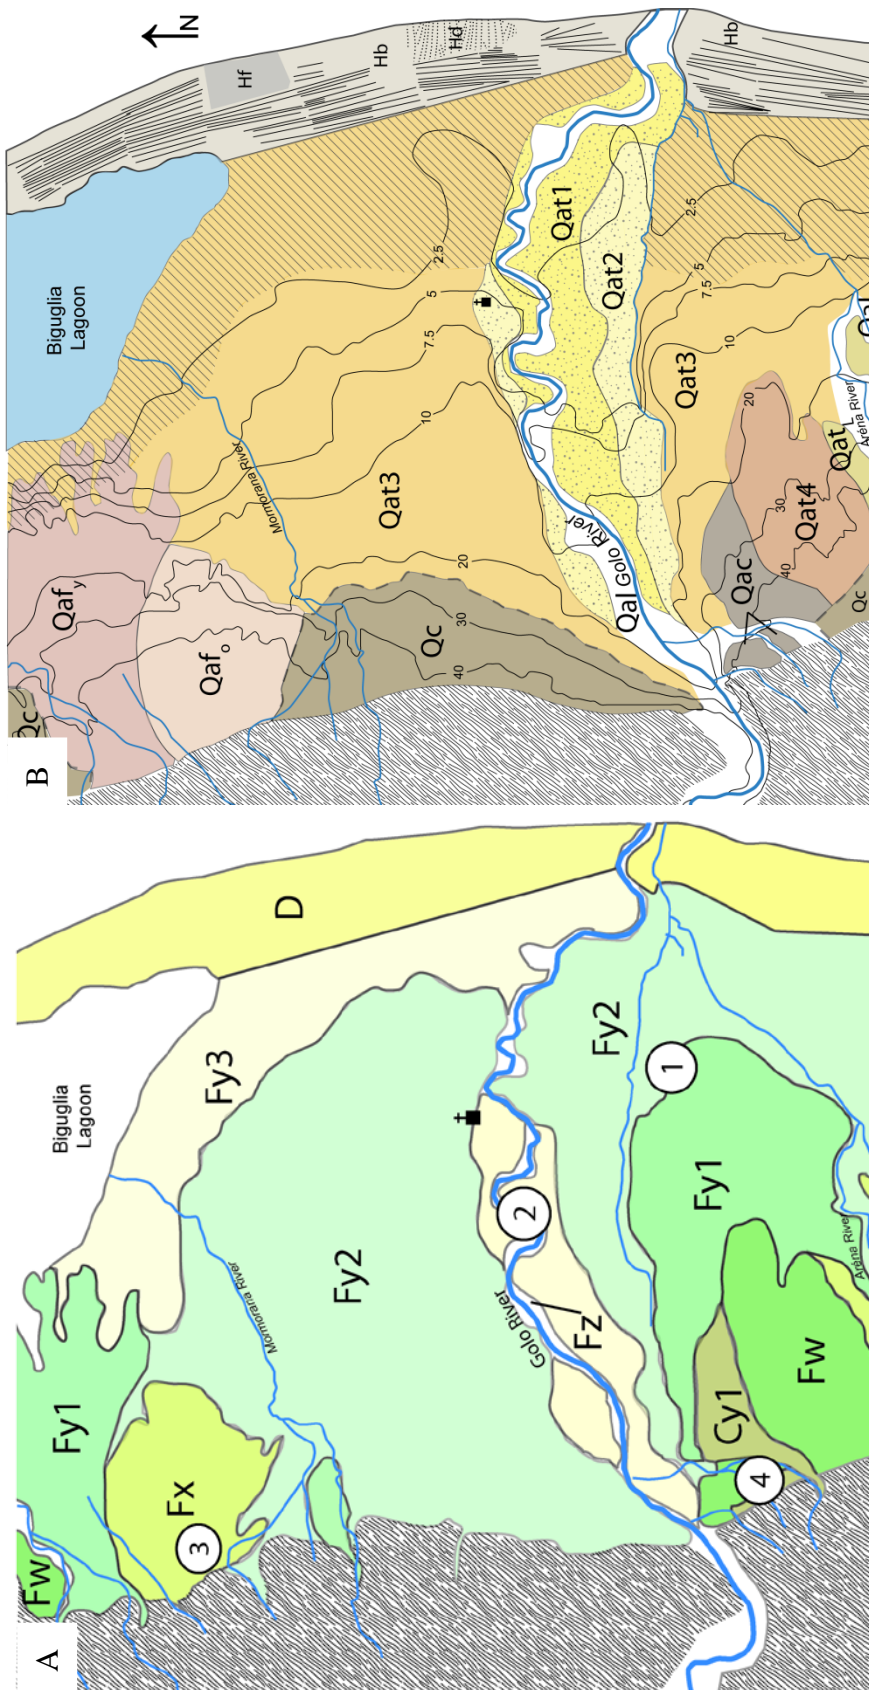 A
Fw
Fx
3
Fy1
Biguglia
Lagoon
Fy3
Mormorana River
Fy2
D
Golo River
Fz
2
Fy2
1
Fy1
Cy1
4
Fw
Aréna River
B
N
Qc
Qaf y
Qaf o
Biguglia
Lagoon
Hf
Hb
Hd
Mormorana River
Qc
40
30
20
Qat3
10
7.5
5
2.5
Qal
Golo River
Qat1
Qat2
Qat3
2.5
5
7.5
10
Hb
Qac
40
30
20
Qat4
Qat L
Aréna River
Qc
Qal